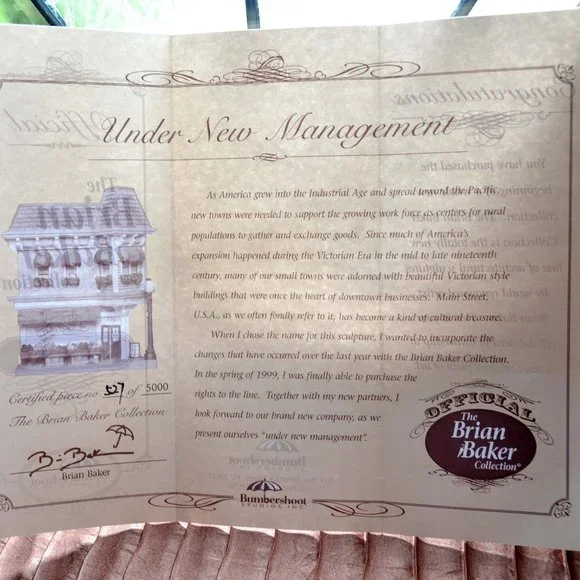 Under New Management
As America grew into the Industrial Age and spread toward the Pacific,
new towns were needed to support the growing work force as centers for rural
populations to gather and exchange goods. Since much of America's
expansion happened during the Victorian Era in the mid to late nineteenth
century, many of our small towns were adorned with beautiful Victorian style
buildings that were once the heart of downtown businesses. Main Street,
U.S.A., as we often fondly refer to it, has become a kind of cultural treasure.
When I chose the name for this sculpture, I wanted to incorporate the
changes that have occurred over the last year with the Brian Baker Collection.
In the spring of 1999, I was finally able to purchase the
rights to the line. Together with my new partners, I
look forward to our brand new company, as we
present ourselves "under new management".
Certified piece no. 527 of 5000
The Brian Baker Collection
Brian Baker
OFFICIAL
The
Brian
Baker
Collection®
Bumbershoot
STUDIOS, INC.